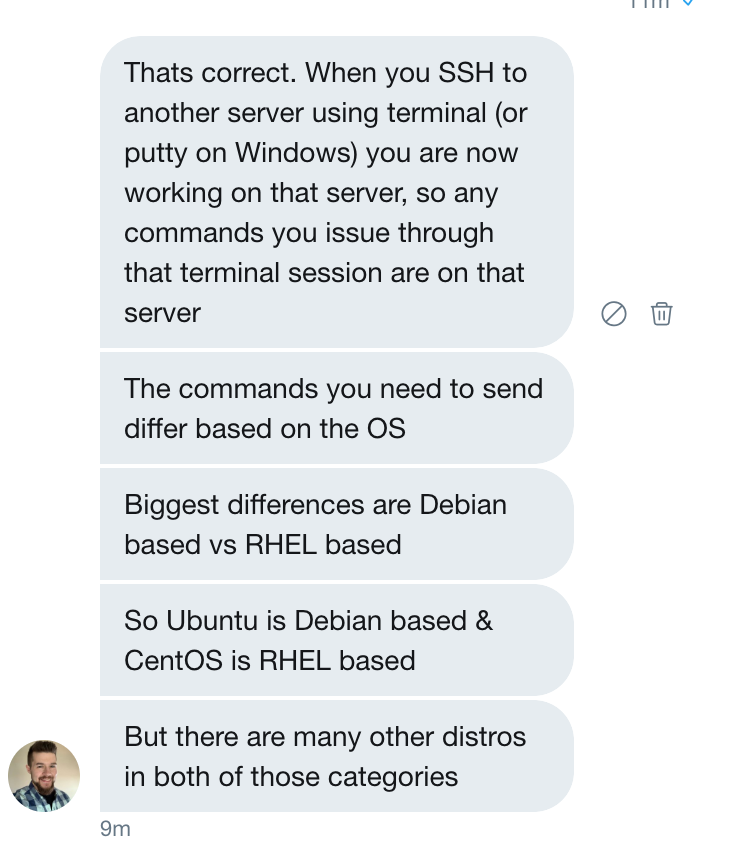 Thats correct. When you SSH to
another server using terminal (or
putty on Windows) you are now
working on that server, so any
commands you issue through
that terminal session are on that
server
The commands you need to send
differ based on the OS
Biggest differences are Debian
based vs RHEL based
So Ubuntu is Debian based &
CentOS is RHEL based
But there are many other distros
in both of those categories
9m